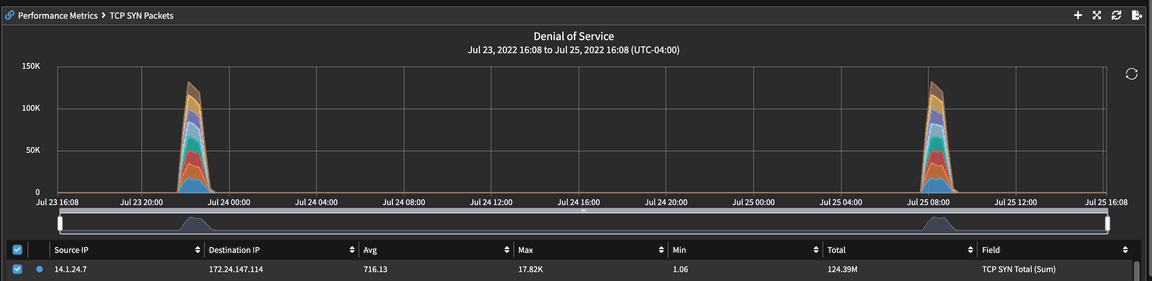 Performance Metrics > TCP SYN Packets
Denial of Service
Jul 23, 2022 16:08 to Jul 25, 2022 16:08 (UTC-04:00)
150K
100K
50K
0
Jul 23 16:08 Jul 23 20:00 Jul 24 00:00 Jul 24 04:00 Jul 24 08:00 Jul 24 12:00 Jul 24 16:00 Jul 24 20:00 Jul 25 00:00 Jul 25 04:00 Jul 25 08:00 Jul 25 12:00 Jul 25 16:08
Source IP Destination IP Avg Max Min Total Field
14.1.24.7 172.24.147.114 716.13 17.82K 1.06 124.39M TCP SYN Total (Sum)